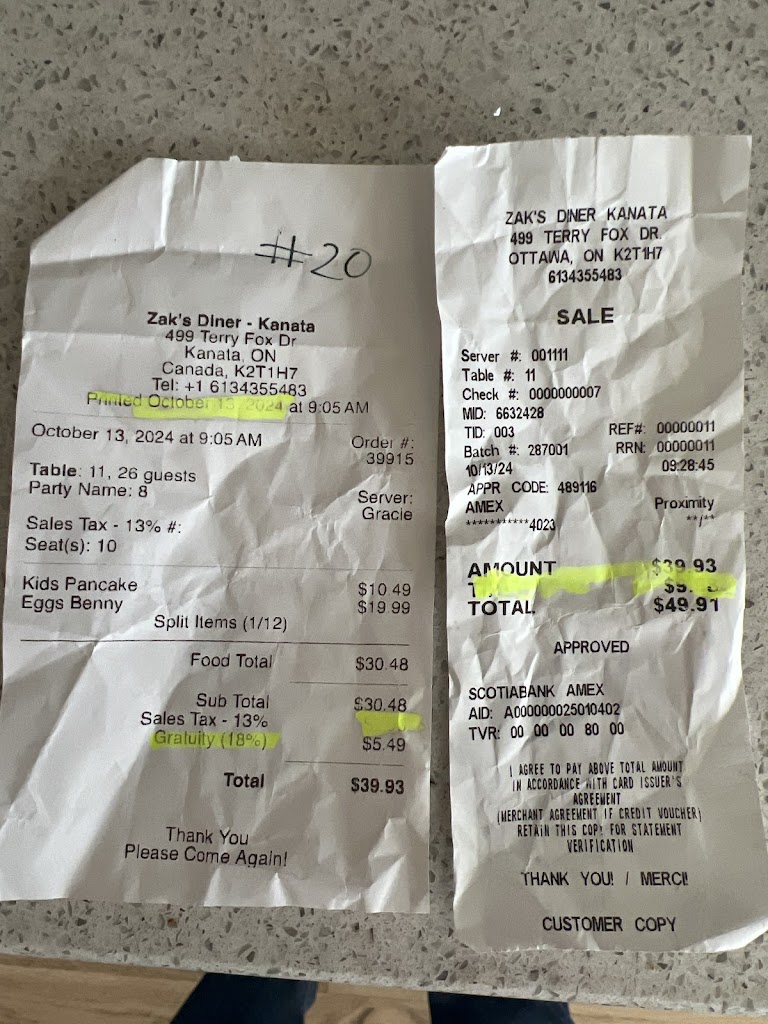 #20
Zak's Diner - Kanata
499 Terry Fox Dr
Kanata, ON
Canada, K2T1H7
Tel: +1 6134355483
Printed October 13, 2024 at 9:05 AM
October 13, 2024 at 9:05 AM
Order #:
39915
Table: 11, 26 guests
Party Name: 8
Server:
Gracie
Sales Tax - 13% #:
Seat(s): 10
Kids Pancake $10.49
Eggs Benny $19.99
Split Items (1/12)
Food Total $30.48
Sub Total $30.48
Sales Tax - 13%
Gratuity (18%) $5.49
Total $39.93
Thank You
Please Come Again!
ZAK'S DINER KANATA
499 TERRY FOX DR.
OTTAWA, ON K2T1H7
6134355483
SALE
Server #: 001111
Table #: 11
Check #: 0000000007
MID: 6632428
TID: 003 REF#: 00000011
Batch #: 287001 RRN: 00000011
10/13/24 09:28:45
APPR CODE: 489116
AMEX Proximity
***********4023 **/**
AMOUNT $39.93
TOTAL $49.91
APPROVED
SCOTIABANK AMEX
AID: A000000025010402
TVR: 00 00 00 80 00
I AGREE TO PAY ABOVE TOTAL AMOUNT
IN ACCORDANCE WITH CARD ISSUER'S
AGREEMENT
(MERCHANT AGREEMENT IF CREDIT VOUCHER)
RETAIN THIS COPY FOR STATEMENT
VERIFICATION
THANK YOU! / MERCI!
CUSTOMER COPY